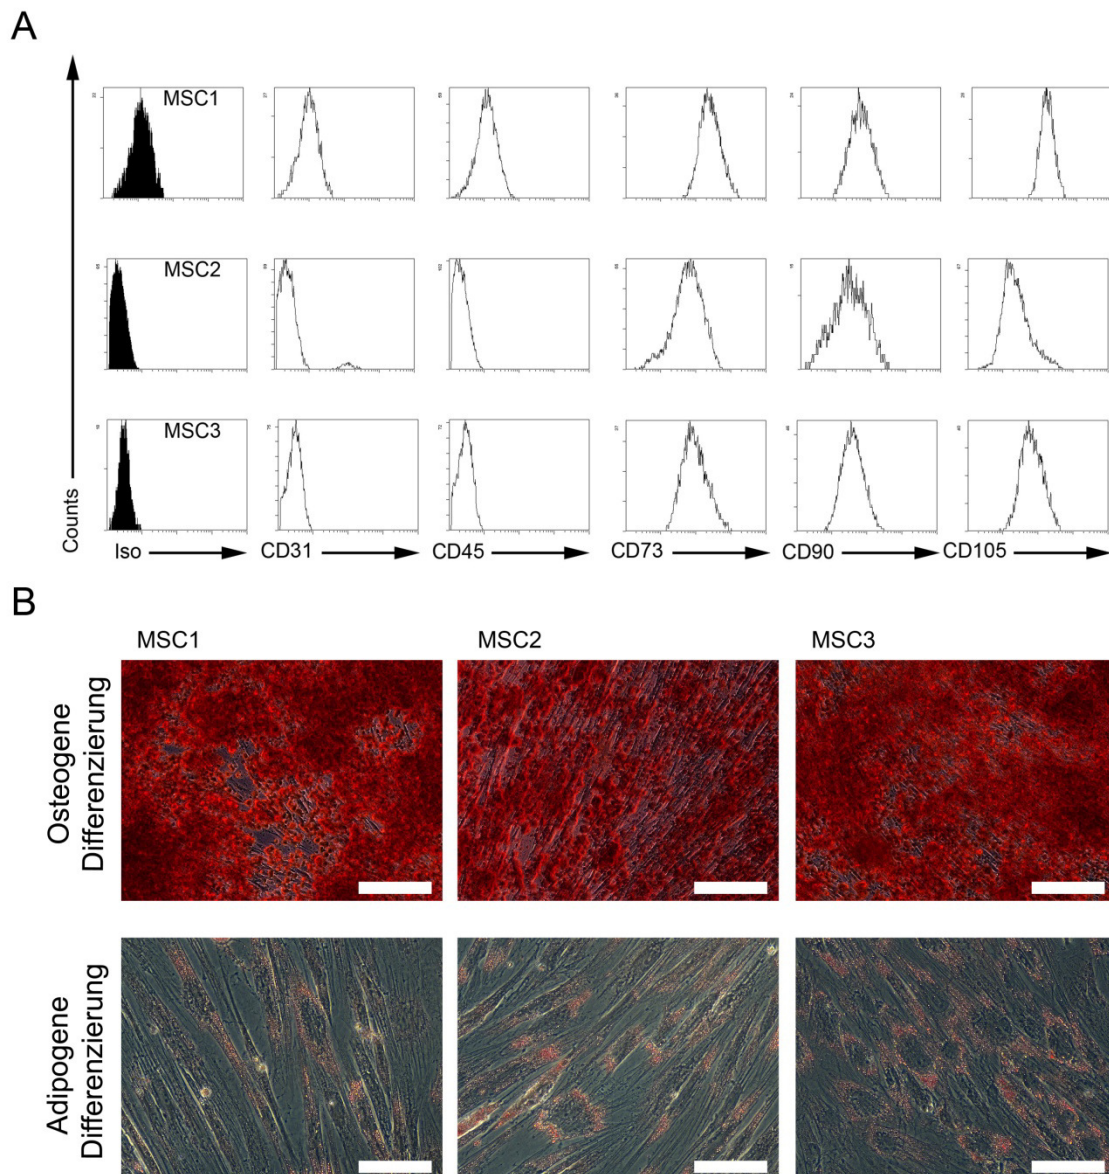 A
MSC1
MSC2
MSC3
Counts
Iso
CD31
CD45
CD73
CD90
CD105
B
MSC1
MSC2
MSC3
Osteogene
Differenzierung
Adipogene
Differenzierung